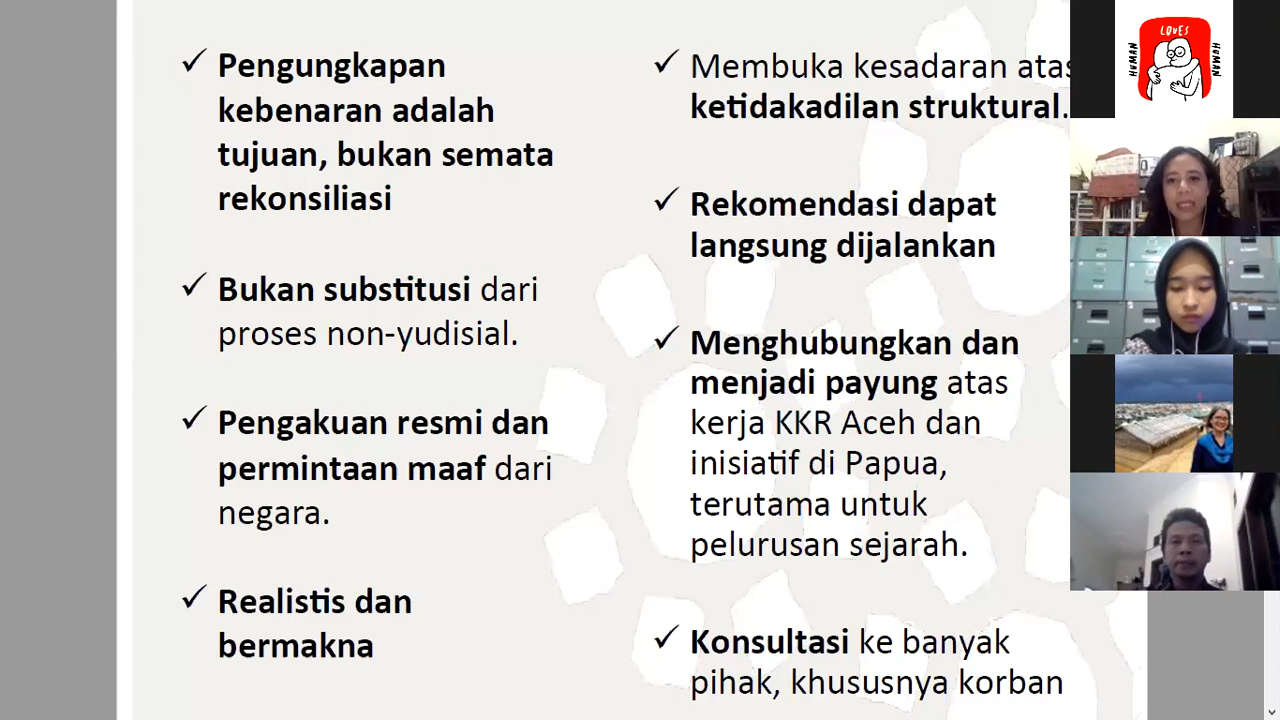 Pengungkapan
kebenaran adalah
tujuan, bukan semata
rekonsiliasi
Bukan substitusi dari
proses non-yudisial.
Pengakuan resmi dan
permintaan maaf dari
negara.
Realistis dan
bermakna
Membuka kesadaran atas
ketidakadilan struktural.
Rekomendasi dapat
langsung dijalankan
Menghubungkan dan
menjadi payung atas
kerja KKR Aceh dan
inisiatif di Papua,
terutama untuk
pelurusan sejarah.
Konsultasi ke banyak
pihak, khususnya korban
HUMAN
LOVES
HUMAN